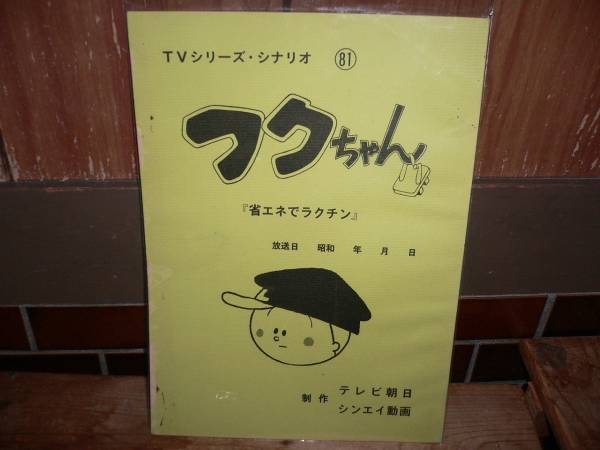 TVシリーズ・シナリオ ㉛
フクちゃん
『省エネでラクチン』
放送日 昭和 年 月 日
制作 テレビ朝日
シンエイ動画